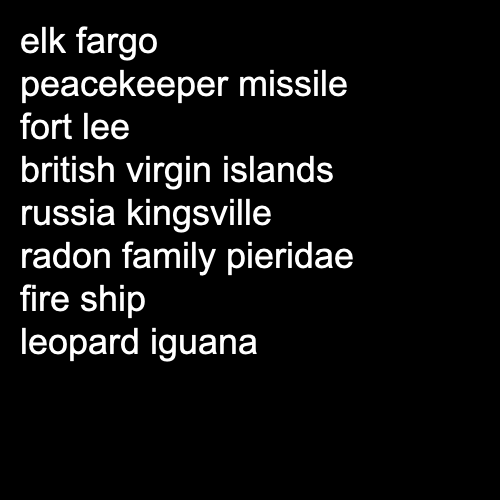 elk fargo
peacekeeper missile
fort lee
british virgin islands
russia kingsville
radon family pieridae
fire ship
leopard iguana